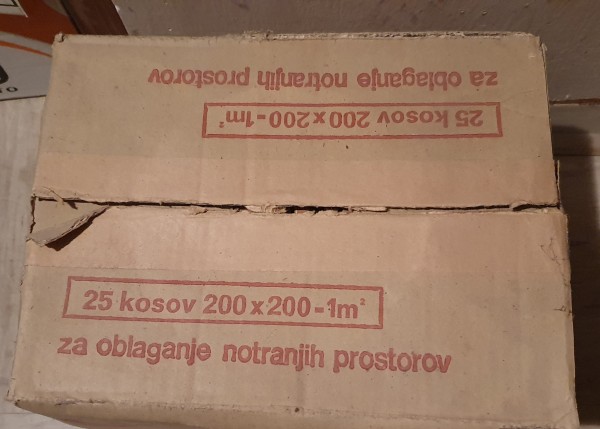 za oblaganje notranjih prostorov
25 kosov 200x200-1m²
25 kosov 200x200-1m²
za oblaganje notranjih prostorov